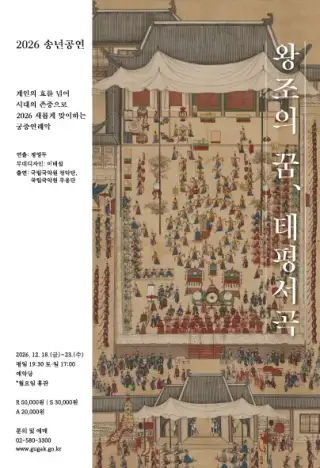 2026 송년공연
개인의 효를 넘어
시대의 존중으로
2026 새롭게 맞이하는
궁중연례악
연출: 정영두
무대디자인: 이태섭
출연: 국립국악원 정악단,
국립국악원 무용단
왕조의 꿈, 태평서곡
2026. 12. 18.(금)~23.(수)
평일 19:30 토·일 17:00
예악당
*월요일 휴관
R 50,000원 | S 30,000원
A 20,000원
문의 및 예매
02-580-3300
www.gugak.go.kr